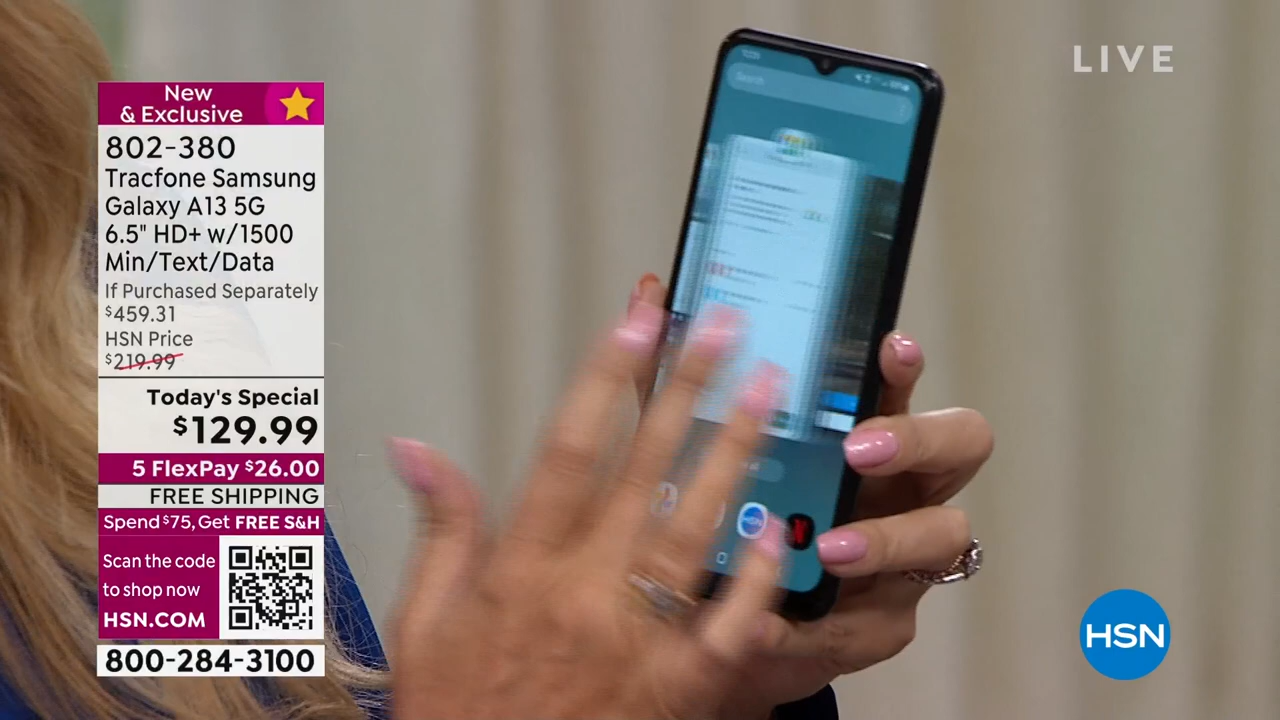 LIVE
New
& Exclusive
802-380
Tracfone Samsung
Galaxy A13 5G
6.5" HD+ w/1500
Min/Text/Data
If Purchased Separately
$459.31
HSN Price
$219.99
Today's Special
$129.99
5 FlexPay $26.00
FREE SHIPPING
Spend $75, Get FREE S&H
Scan the code
to shop now
HSN.COM
800-284-3100
Search
HSN
HSN